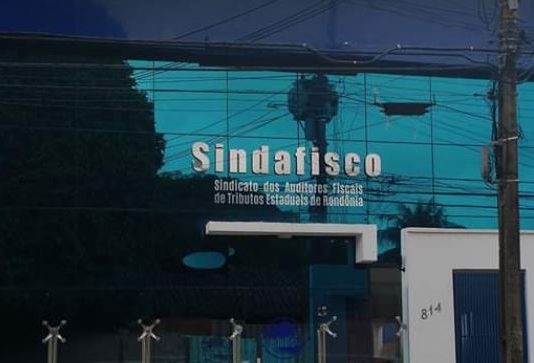 Sindafisco
Sindicato dos Auditores Fiscais
de Tributos Estaduais de Rondônia
814